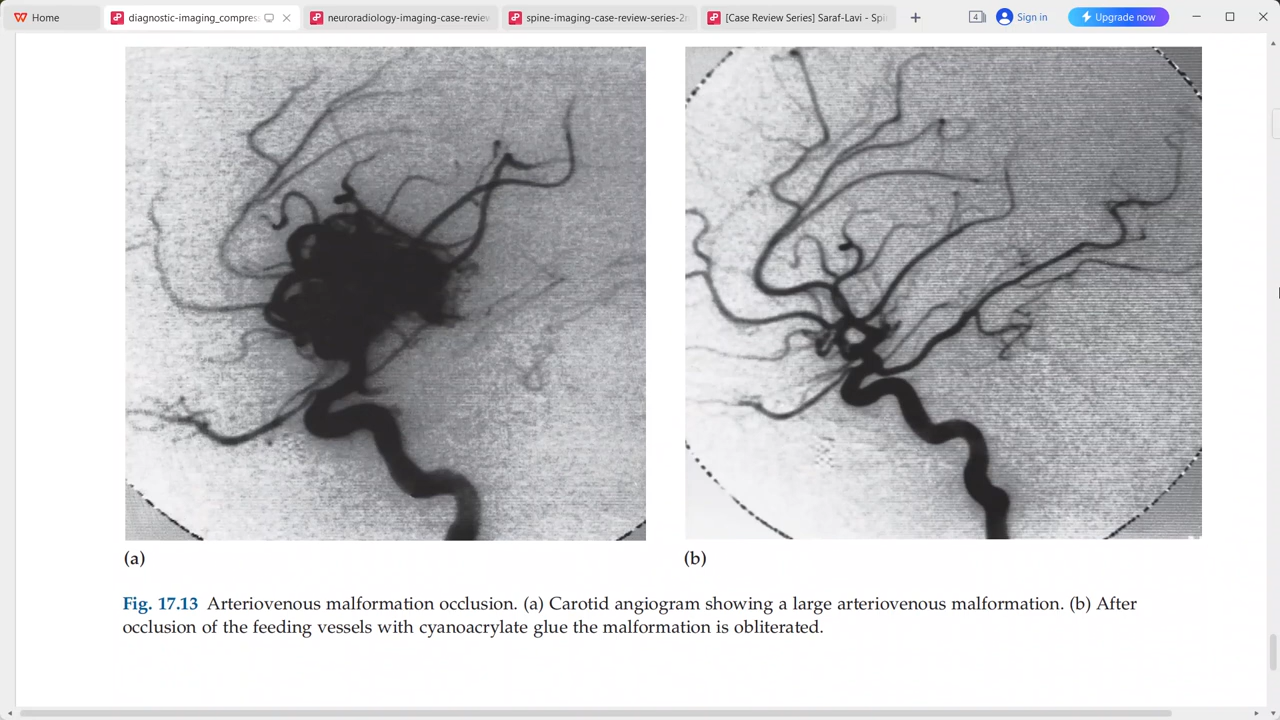 Home
diagnostic-imaging_compres
neuroradiology-imaging-case-review
spine-imaging-case-review-series-2
[Case Review Series] Saraf-Lavi - Spi
4
Sign in
Upgrade now
(a)
(b)
Fig. 17.13 Arteriovenous malformation occlusion. (a) Carotid angiogram showing a large arteriovenous malformation. (b) After
occlusion of the feeding vessels with cyanoacrylate glue the malformation is obliterated.